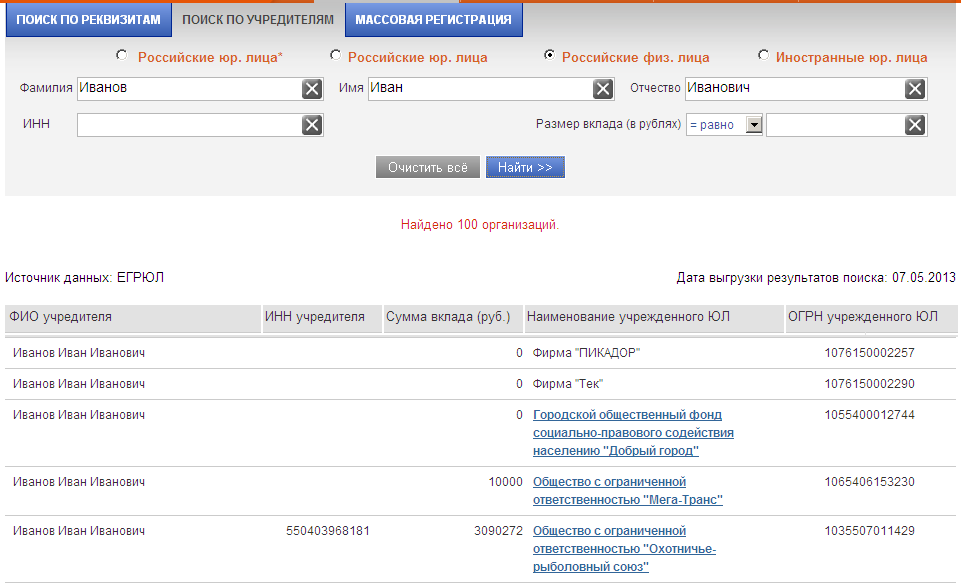 ПОИСК ПО РЕКВИЗИТАМ ПОИСК ПО УЧРЕДИТЕЛЯМ МАССОВАЯ РЕГИСТРАЦИЯ
Российские юр. лица* Российские юр. лица Российские физ. лица Иностранные юр. лица
Фамилия Иванов Имя Иван Отчество Иванович
ИНН Размер вклада (в рублях) = равно
Очистить всё Найти >>
Найдено 100 организаций.
Источник данных: ЕГРЮЛ Дата выгрузки результатов поиска: 07.05.2013
ФИО учредителя ИНН учредителя Сумма вклада (руб.) Наименование учрежденного ЮЛ ОГРН учрежденного ЮЛ
Иванов Иван Иванович 0 Фирма "ПИКАДОР" 1076150002257
Иванов Иван Иванович 0 Фирма "Тек" 1076150002290
Иванов Иван Иванович 0 Городской общественный фонд 1055400012744
социально-правового содействия
населению "Добрый город"
Иванов Иван Иванович 10000 Общество с ограниченной 1065406153230
ответственностью "Мега-Транс"
Иванов Иван Иванович 550403968181 3090272 Общество с ограниченной 1035507011429
ответственностью "Охотничье-
рыболовный союз"